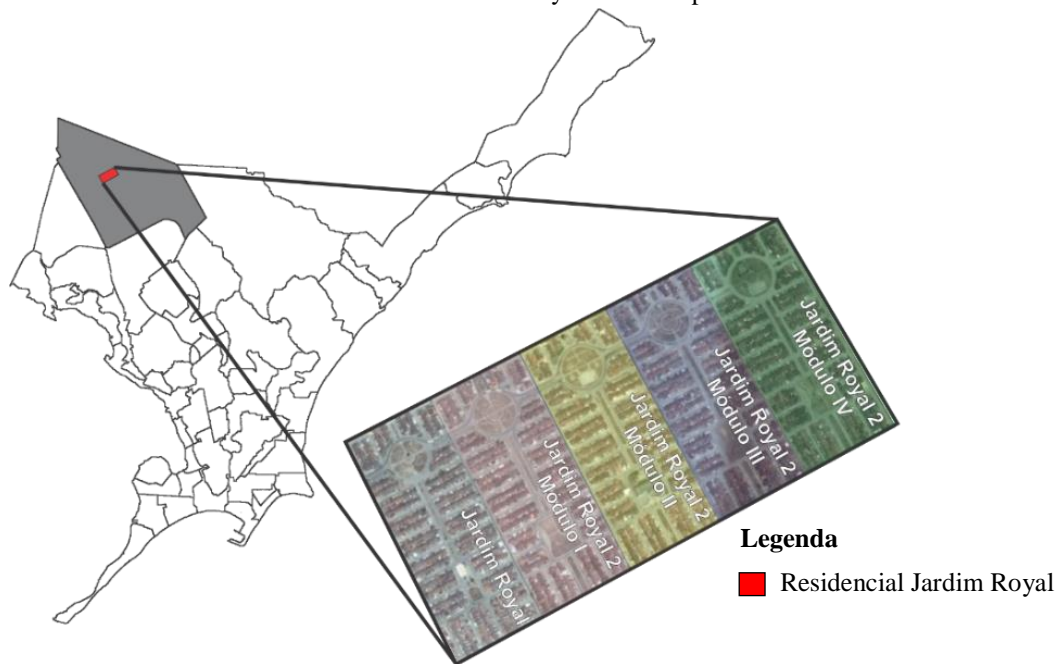 Jardim Royal 2
Módulo IV
Jardim Royal 2
Módulo III
Jardim Royal 2
Módulo II
Jardim Royal 2
Módulo I
Jardim Royal
Legenda
Residencial Jardim Royal